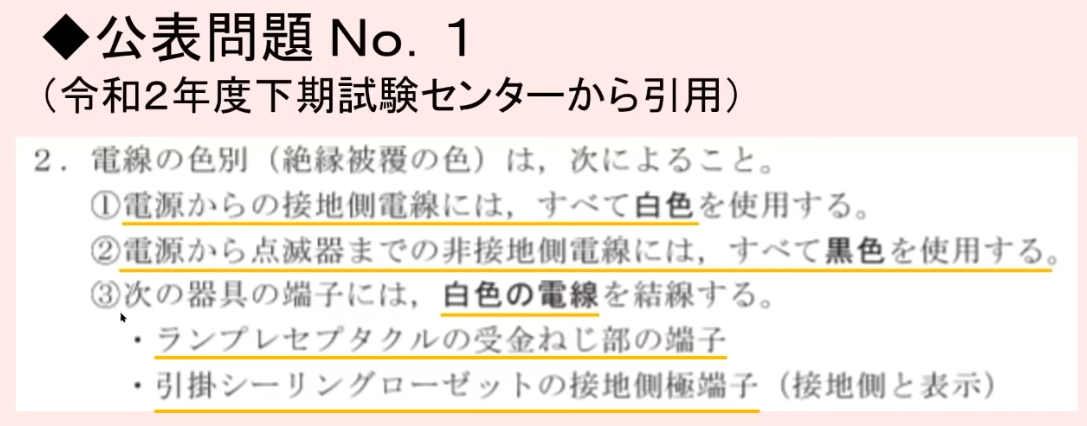 ◆公表問題 No. 1
(令和2年度下期試験センターから引用)
2．電線の色別（絶縁被覆の色）は，次によること。
①電源からの接地側電線には，すべて白色を使用する。
②電源から点滅器までの非接地側電線には，すべて黒色を使用する。
③次の器具の端子には，白色の電線を結線する。
・ランプレセプタクルの受金ねじ部の端子
・引掛シーリングローゼットの接地側極端子（接地側と表示）